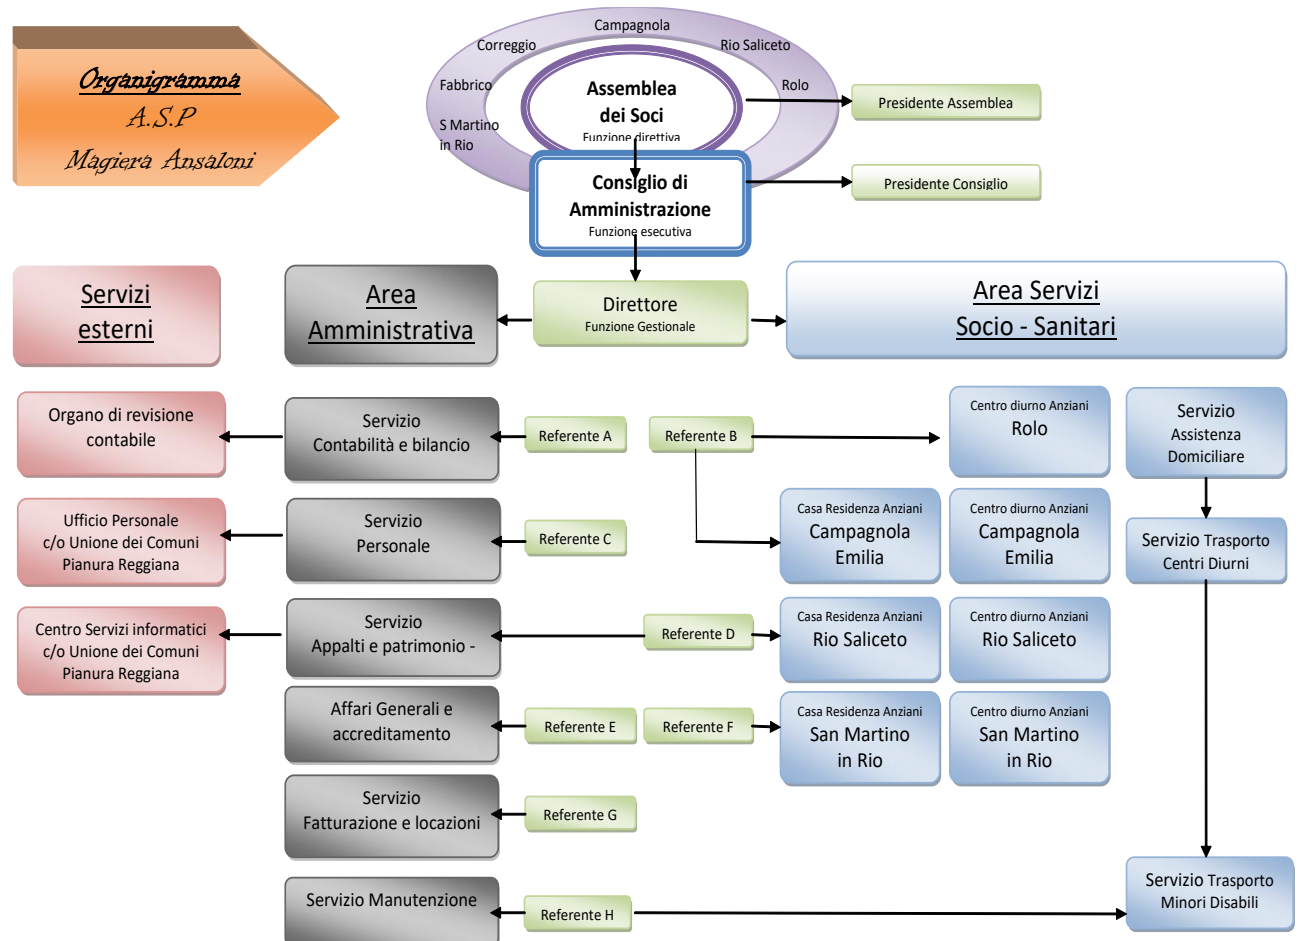 Organigramma
A.S.P
Magiera Ansaloni
Campagnola
Correggio
Rio Saliceto
Fabbrico
Rolo
S Martino
in Rio
Assemblea
dei Soci
Funzione direttiva
Presidente Assemblea
Consiglio di
Amministrazione
Funzione esecutiva
Presidente Consiglio
Servizi
esterni
Area
Amministrativa
Direttore
Funzione Gestionale
Area Servizi
Socio - Sanitari
Organo di revisione
contabile
Servizio
Contabilità e bilancio
Referente A
Referente B
Centro diurno Anziani
Rolo
Servizio
Assistenza
Domiciliare
Ufficio Personale
c/o Unione dei Comuni
Pianura Reggiana
Servizio
Personale
Referente C
Casa Residenza Anziani
Campagnola
Emilia
Centro diurno Anziani
Campagnola
Emilia
Servizio Trasporto
Centri Diurni
Centro Servizi informatici
c/o Unione dei Comuni
Pianura Reggiana
Servizio
Appalti e patrimonio -
Referente D
Casa Residenza Anziani
Rio Saliceto
Centro diurno Anziani
Rio Saliceto
Affari Generali e
accreditamento
Referente E
Referente F
Casa Residenza Anziani
San Martino
in Rio
Centro diurno Anziani
San Martino
in Rio
Servizio
Fatturazione e locazioni
Referente G
Servizio Manutenzione
Referente H
Servizio Trasporto
Minori Disabili